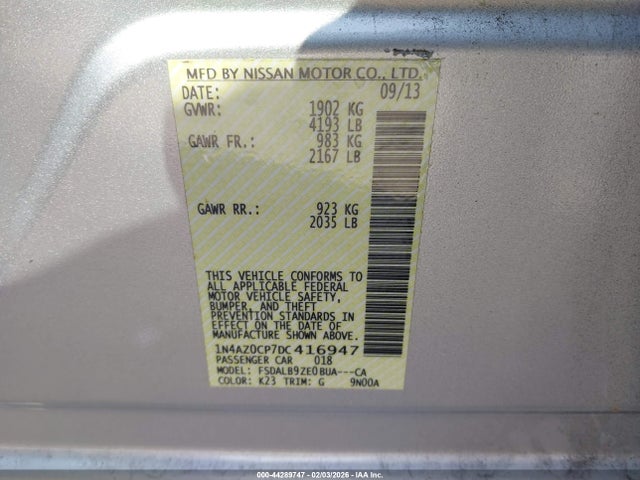 MFD BY NISSAN MOTOR CO., LTD.
DATE: 09/13
GVWR: 1902 KG
4193 LB
GAWR FR.: 983 KG
2167 LB
GAWR RR.: 923 KG
2035 LB
THIS VEHICLE CONFORMS TO
ALL APPLICABLE FEDERAL
MOTOR VEHICLE SAFETY,
BUMPER, AND THEFT
PREVENTION STANDARDS IN
EFFECT ON THE DATE OF
MANUFACTURE SHOWN ABOVE.
1N4AZ0CP7DC416947
PASSENGER CAR 018
MODEL: FSDALB9ZE0BUA---CA
COLOR: K23 TRIM: G 9N00A
000-44289747 - 02/03/2026 - IAA Inc.